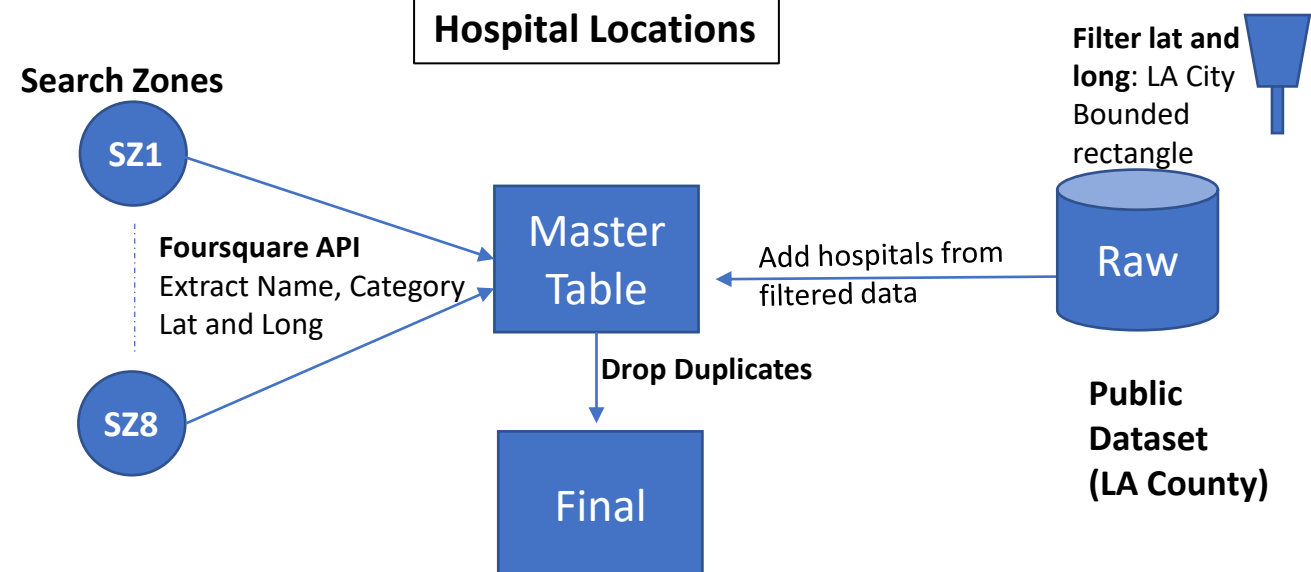 Hospital Locations
Search Zones
SZ1
Foursquare API
Extract Name, Category
Lat and Long
SZ8
Master
Table
Drop Duplicates
Final
Add hospitals from
filtered data
Filter lat and
long: LA City
Bounded
rectangle
Raw
Public
Dataset
(LA County)